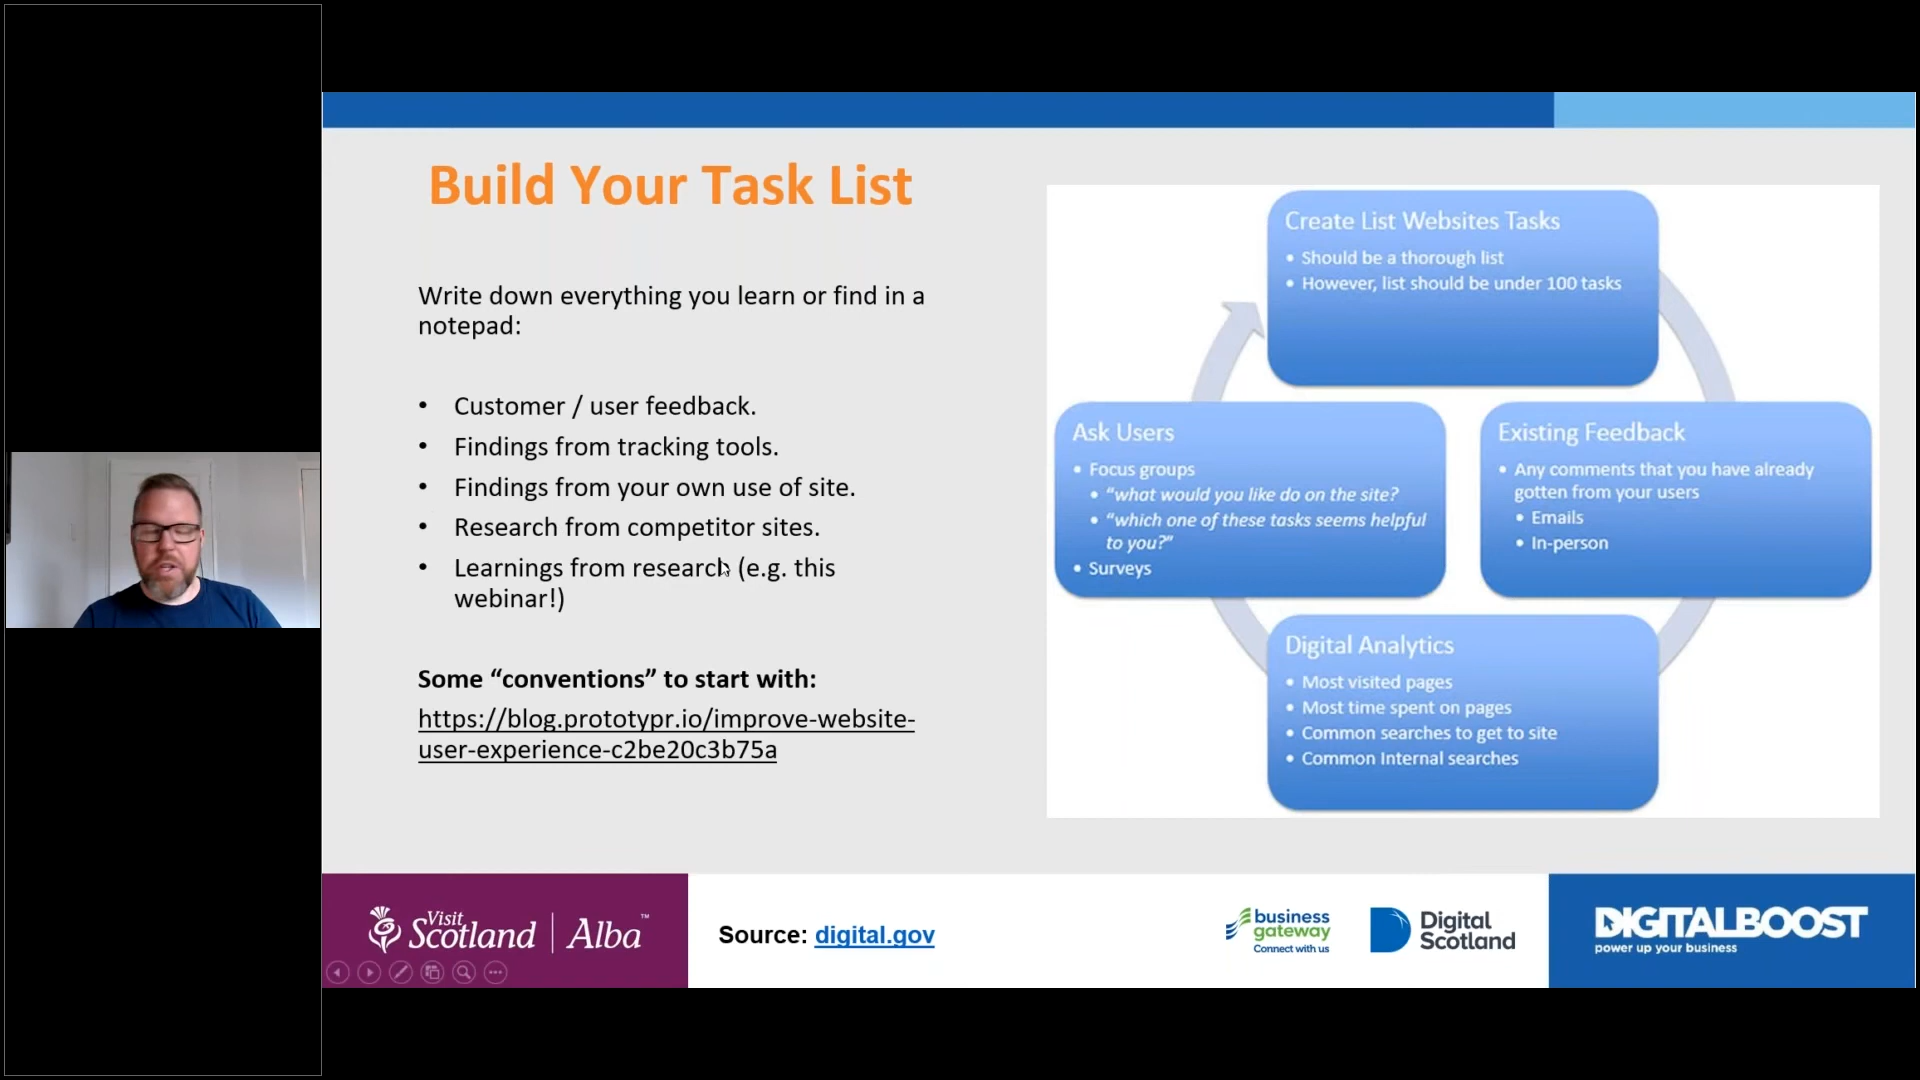 Build Your Task List
Write down everything you learn or find in a
notepad:
• Customer / user feedback.
• Findings from tracking tools.
• Findings from your own use of site.
• Research from competitor sites.
• Learnings from research (e.g. this
webinar!)
Some “conventions” to start with:
https://blog.prototypr.io/improve-website-
user-experience-c2be20c3b75a
Create List Websites Tasks
• Should be a thorough list
• However, list should be under 100 tasks
Ask Users
• Focus groups
• “what would you like do on the site?
• “which one of these tasks seems helpful
to you?”
• Surveys
Existing Feedback
• Any comments that you have already
gotten from your users
• Emails
• In-person
Digital Analytics
• Most visited pages
• Most time spent on pages
• Common searches to get to site
• Common Internal searches
Visit
Scotland | Alba™
Source: digital.gov
business
gateway
Connect with us
Digital
Scotland
DIGITALBOOST
power up your business